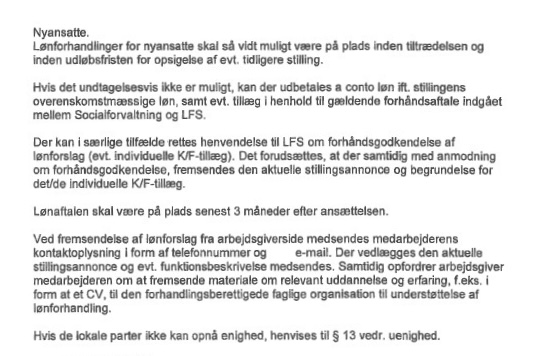 Nyansatte.
Lønforhandlinger for nyansatte skal så vidt muligt være på plads inden tiltrædelsen og
inden udløbsfristen for opsigelse af evt. tidligere stilling.
Hvis det undtagelsesvis ikke er muligt, kan der udbetales a conto løn ift. stillingens
overenskomstmæssige løn, samt evt. tillæg i henhold til gældende forhåndsaftale indgået
mellem Socialforvaltning og LFS.
Der kan i særlige tilfælde rettes henvendelse til LFS om forhåndsgodkendelse af
lønforslag (evt. individuelle K/F-tillæg). Det forudsættes, at der samtidig med anmodning
om forhåndsgodkendelse, fremsendes den aktuelle stillingsannonce og begrundelse for
det/de individuelle K/F-tillæg.
Lønaftalen skal være på plads senest 3 måneder efter ansættelsen.
Ved fremsendelse af lønforslag fra arbejdsgiverside medsendes medarbejderens
kontaktoplysning i form af telefonnummer og e-mail. Der vedlægges den aktuelle
stillingsannonce og evt. funktionsbeskrivelse medsendes. Samtidig opfordrer arbejdsgiver
medarbejderen om at fremsende materiale om relevant uddannelse og erfaring, f.eks. i
form at et CV, til den forhandlingsberettigede faglige organisation til understøttelse af
lønforhandling.
Hvis de lokale parter ikke kan opnå enighed, henvises til § 13 vedr. uenighed.